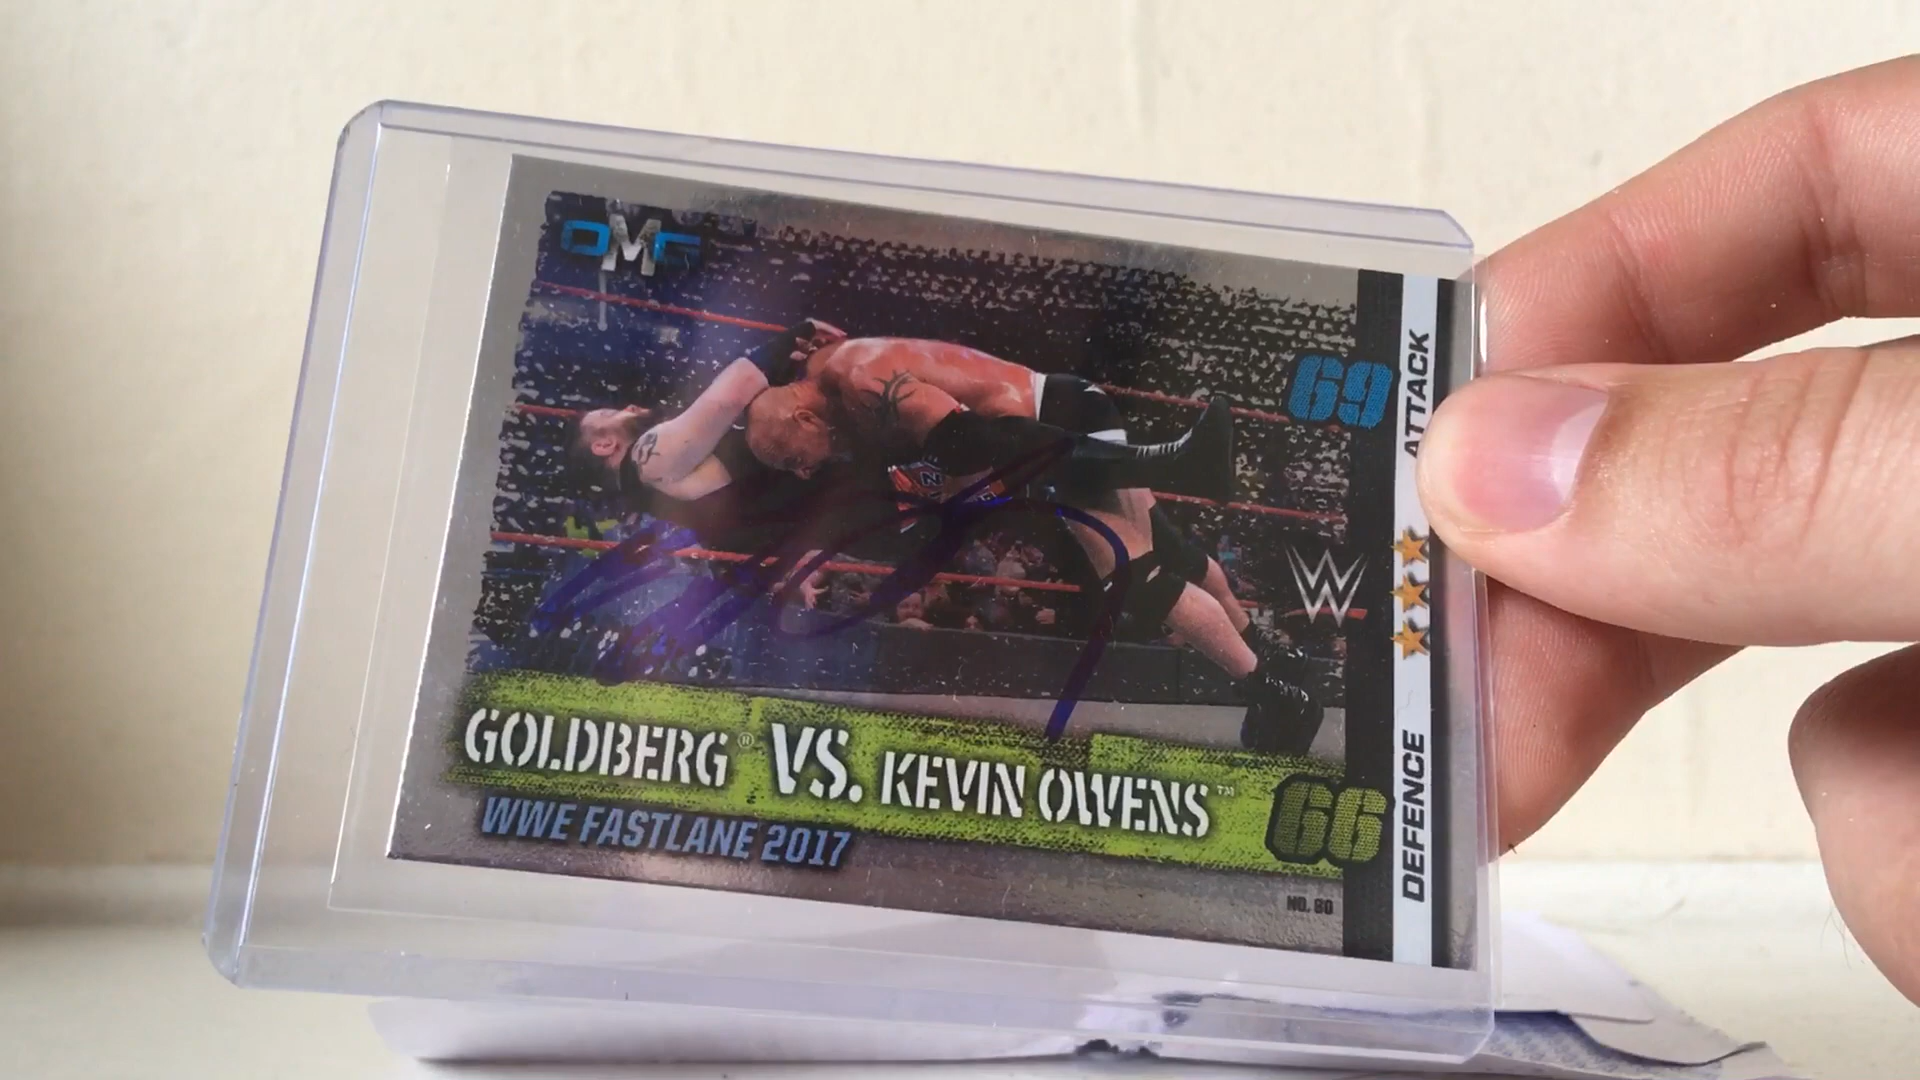 OMG
69
ATTACK
W
GOLDBERG® VS. KEVIN OWENS™
WWE FASTLANE 2017
66
DEFENCE
NO. 80